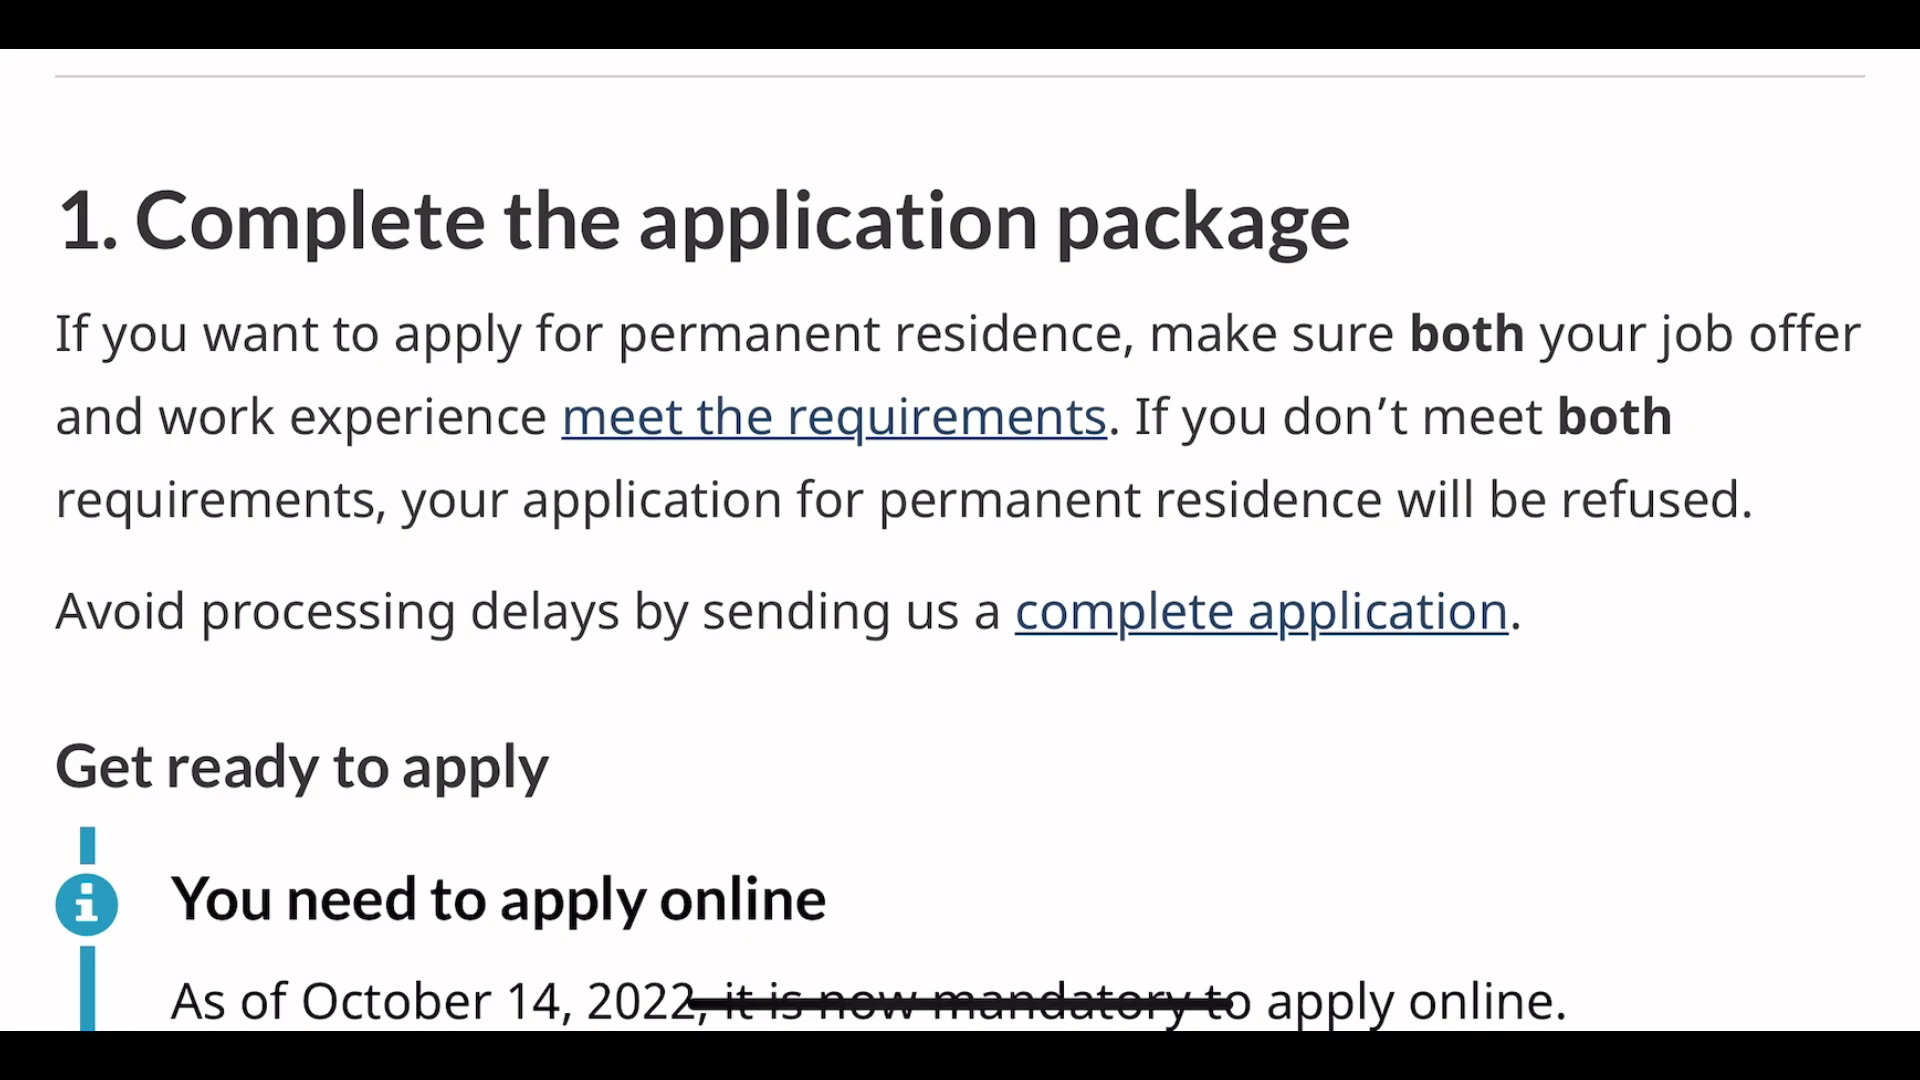 1. Complete the application package
If you want to apply for permanent residence, make sure both your job offer
and work experience meet the requirements. If you don’t meet both
requirements, your application for permanent residence will be refused.
Avoid processing delays by sending us a complete application.
Get ready to apply
You need to apply online
As of October 14, 2022, it is now mandatory to apply online.